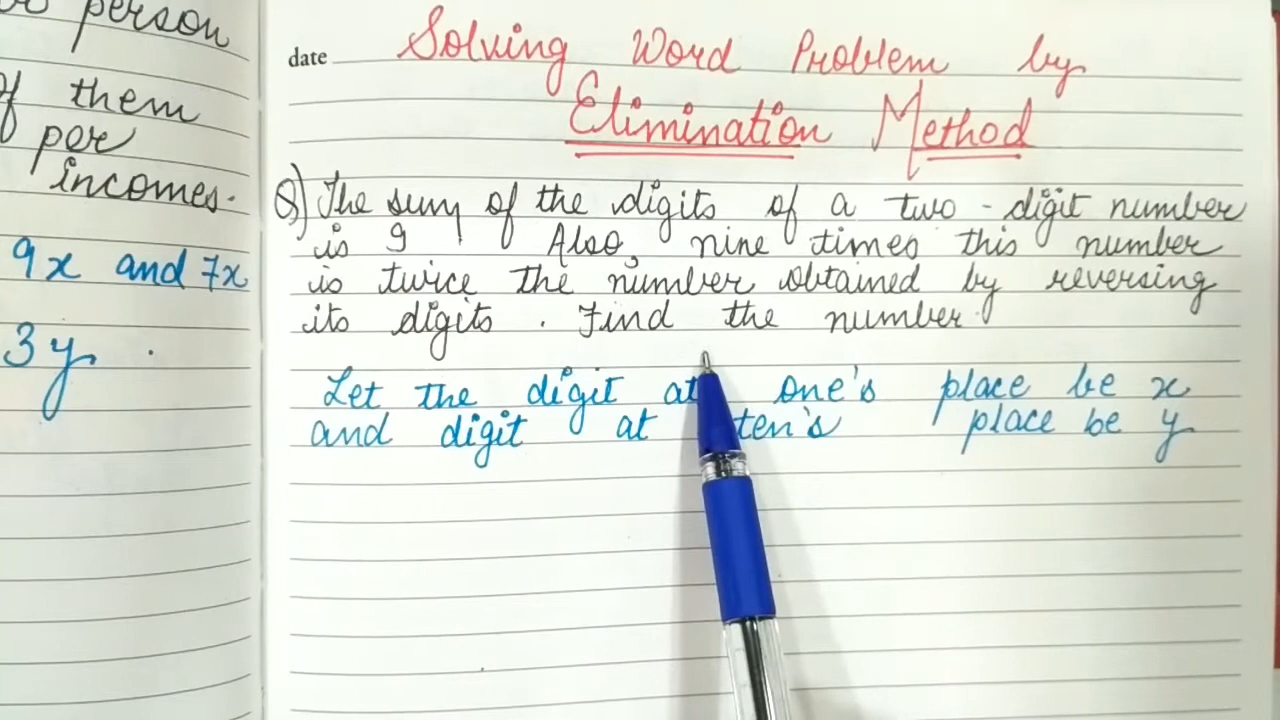 person
of them
per
incomes.
9x and 7x
3y.
date
Solving Word Problem by
Elimination Method
Q) The sum of the digits of a two-digit number
is 9. Also, nine times this number
is twice the number obtained by reversing
its digits. Find the number.
Let the digit at one's place be x
and digit at ten's place be y